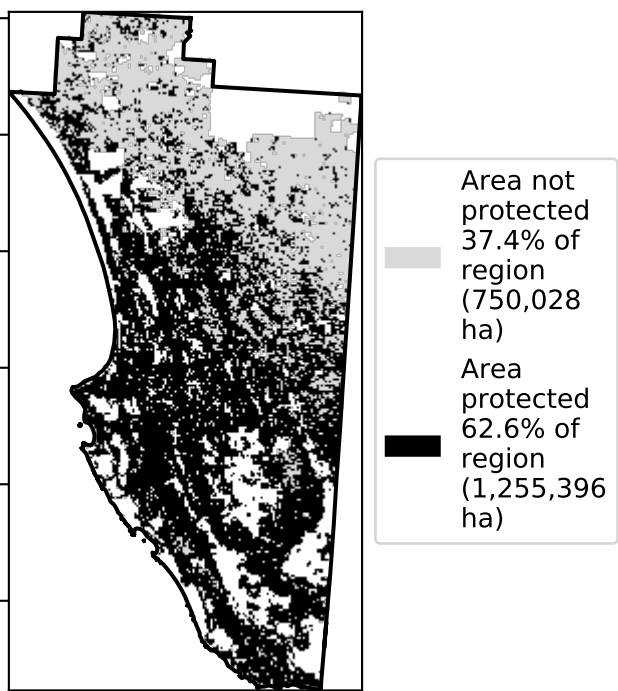 Area not
protected
37.4% of
region
(750,028
ha)
Area
protected
62.6% of
region
(1,255,396
ha)